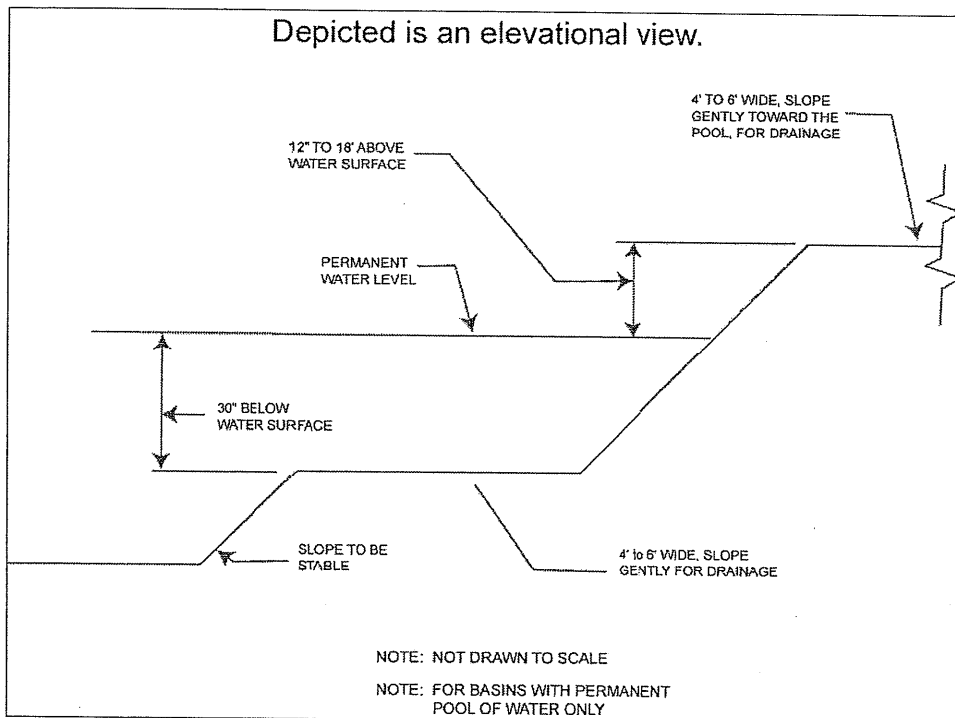 Depicted is an elevational view.
4' TO 6' WIDE, SLOPE
GENTLY TOWARD THE
POOL, FOR DRAINAGE
12" TO 18' ABOVE
WATER SURFACE
PERMANENT
WATER LEVEL
30" BELOW
WATER SURFACE
SLOPE TO BE
STABLE
4' to 6' WIDE, SLOPE
GENTLY FOR DRAINAGE
NOTE: NOT DRAWN TO SCALE
NOTE: FOR BASINS WITH PERMANENT
POOL OF WATER ONLY